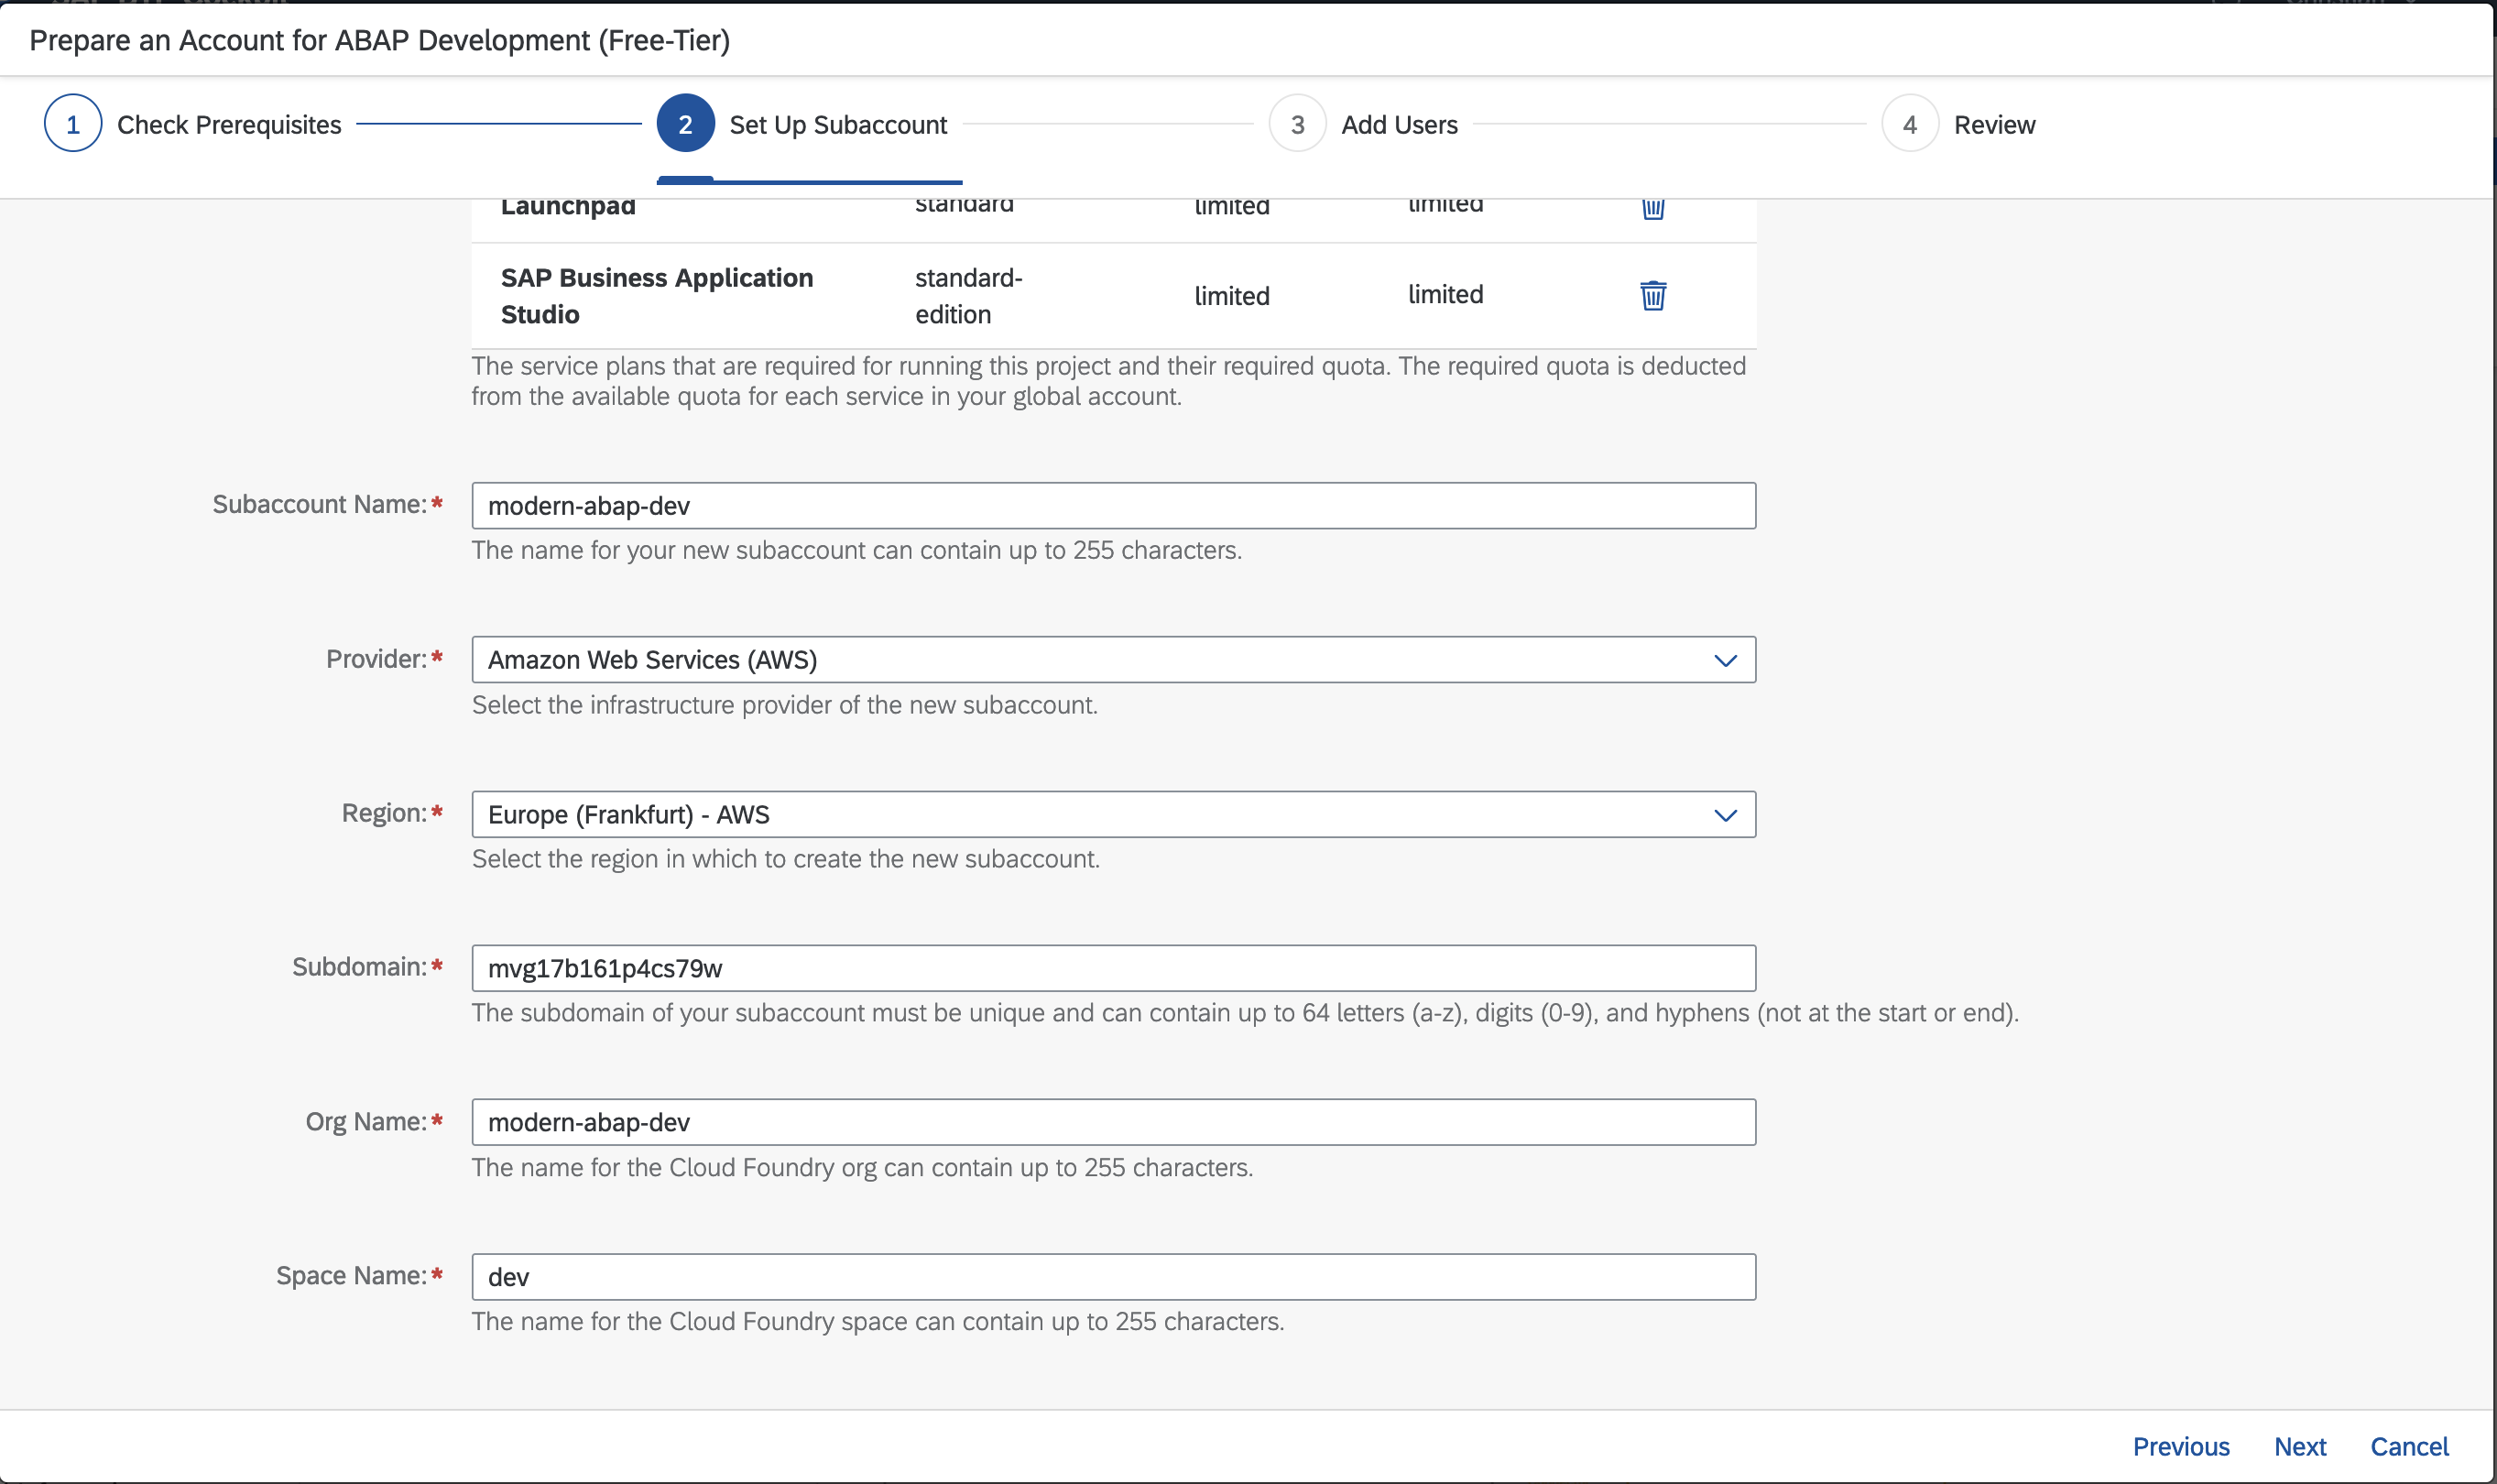 Prepare an Account for ABAP Development (Free-Tier)
1 Check Prerequisites 2 Set Up Subaccount 3 Add Users 4 Review
Launchpad standard limited limited
SAP Business Application Studio standard-edition limited limited
The service plans that are required for running this project and their required quota. The required quota is deducted
from the available quota for each service in your global account.
Subaccount Name:* modern-abap-dev
The name for your new subaccount can contain up to 255 characters.
Provider:* Amazon Web Services (AWS)
Select the infrastructure provider of the new subaccount.
Region:* Europe (Frankfurt) - AWS
Select the region in which to create the new subaccount.
Subdomain:* mvg17b161p4cs79w
The subdomain of your subaccount must be unique and can contain up to 64 letters (a-z), digits (0-9), and hyphens (not at the start or end).
Org Name:* modern-abap-dev
The name for the Cloud Foundry org can contain up to 255 characters.
Space Name:* dev
The name for the Cloud Foundry space can contain up to 255 characters.
Previous Next Cancel